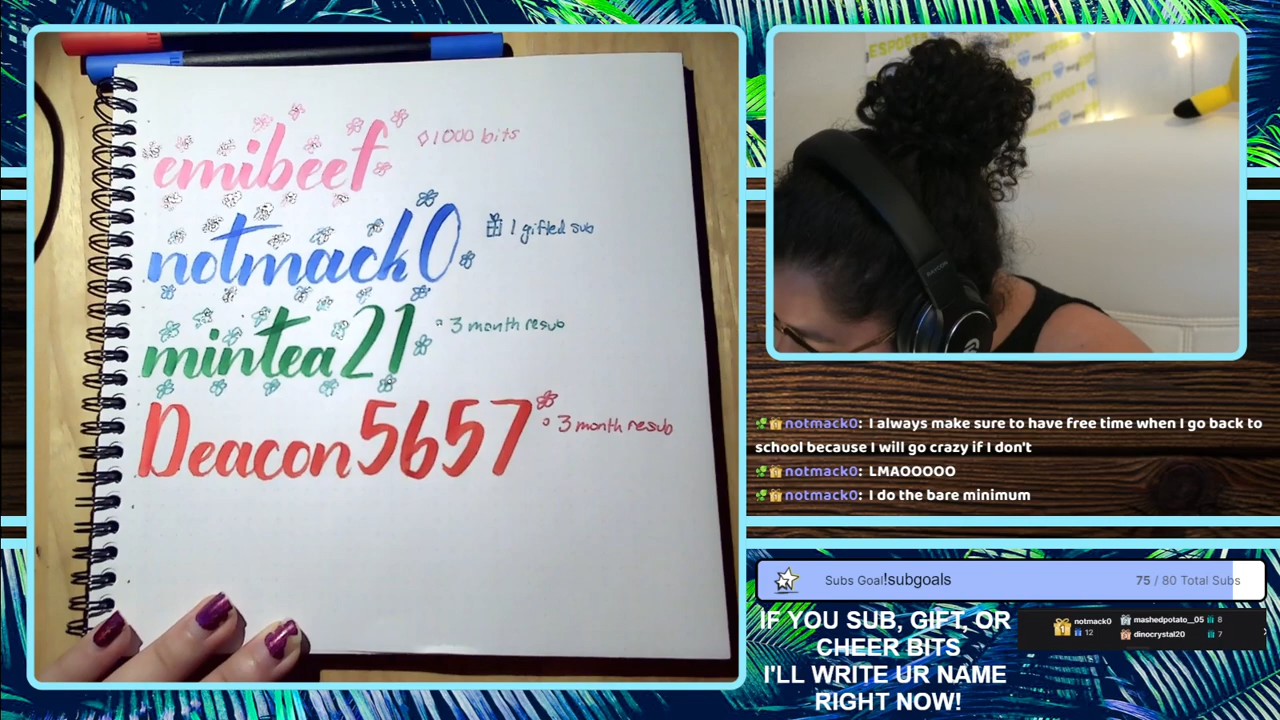 emibeef
1000 bits
notmack0
1 gifted sub
mintea21
3 month resub
Deacon5657
3 month resub
ESPORTS
RAYCON
notmack0: I always make sure to have free time when I go back to
school because I will go crazy if I don't
notmack0: LMAOOOOO
notmack0: I do the bare minimum
Subs Goal!subgoals
75 / 80 Total Subs
IF YOU SUB, GIFT, OR
CHEER BITS
I'LL WRITE UR NAME
RIGHT NOW!
notmack0
12
mashedpotato__05 8
dinocrystal20 7